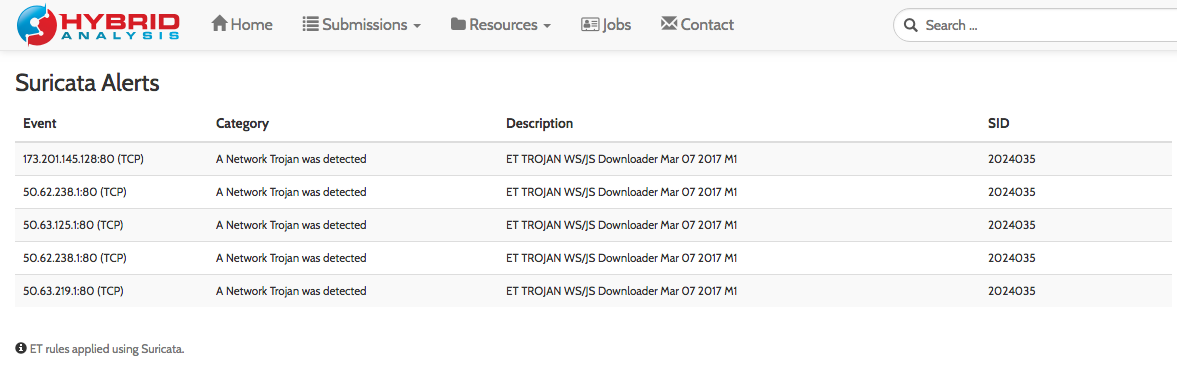 HYBRID
ANALYSIS
Home Submissions Resources Jobs Contact Search ...
Suricata Alerts
Event Category Description SID
173.201.145.128:80 (TCP) A Network Trojan was detected ET TROJAN WS/JS Downloader Mar 07 2017 M1 2024035
50.62.238.1:80 (TCP) A Network Trojan was detected ET TROJAN WS/JS Downloader Mar 07 2017 M1 2024035
50.63.125.1:80 (TCP) A Network Trojan was detected ET TROJAN WS/JS Downloader Mar 07 2017 M1 2024035
50.62.238.1:80 (TCP) A Network Trojan was detected ET TROJAN WS/JS Downloader Mar 07 2017 M1 2024035
50.63.219.1:80 (TCP) A Network Trojan was detected ET TROJAN WS/JS Downloader Mar 07 2017 M1 2024035
ET rules applied using Suricata.